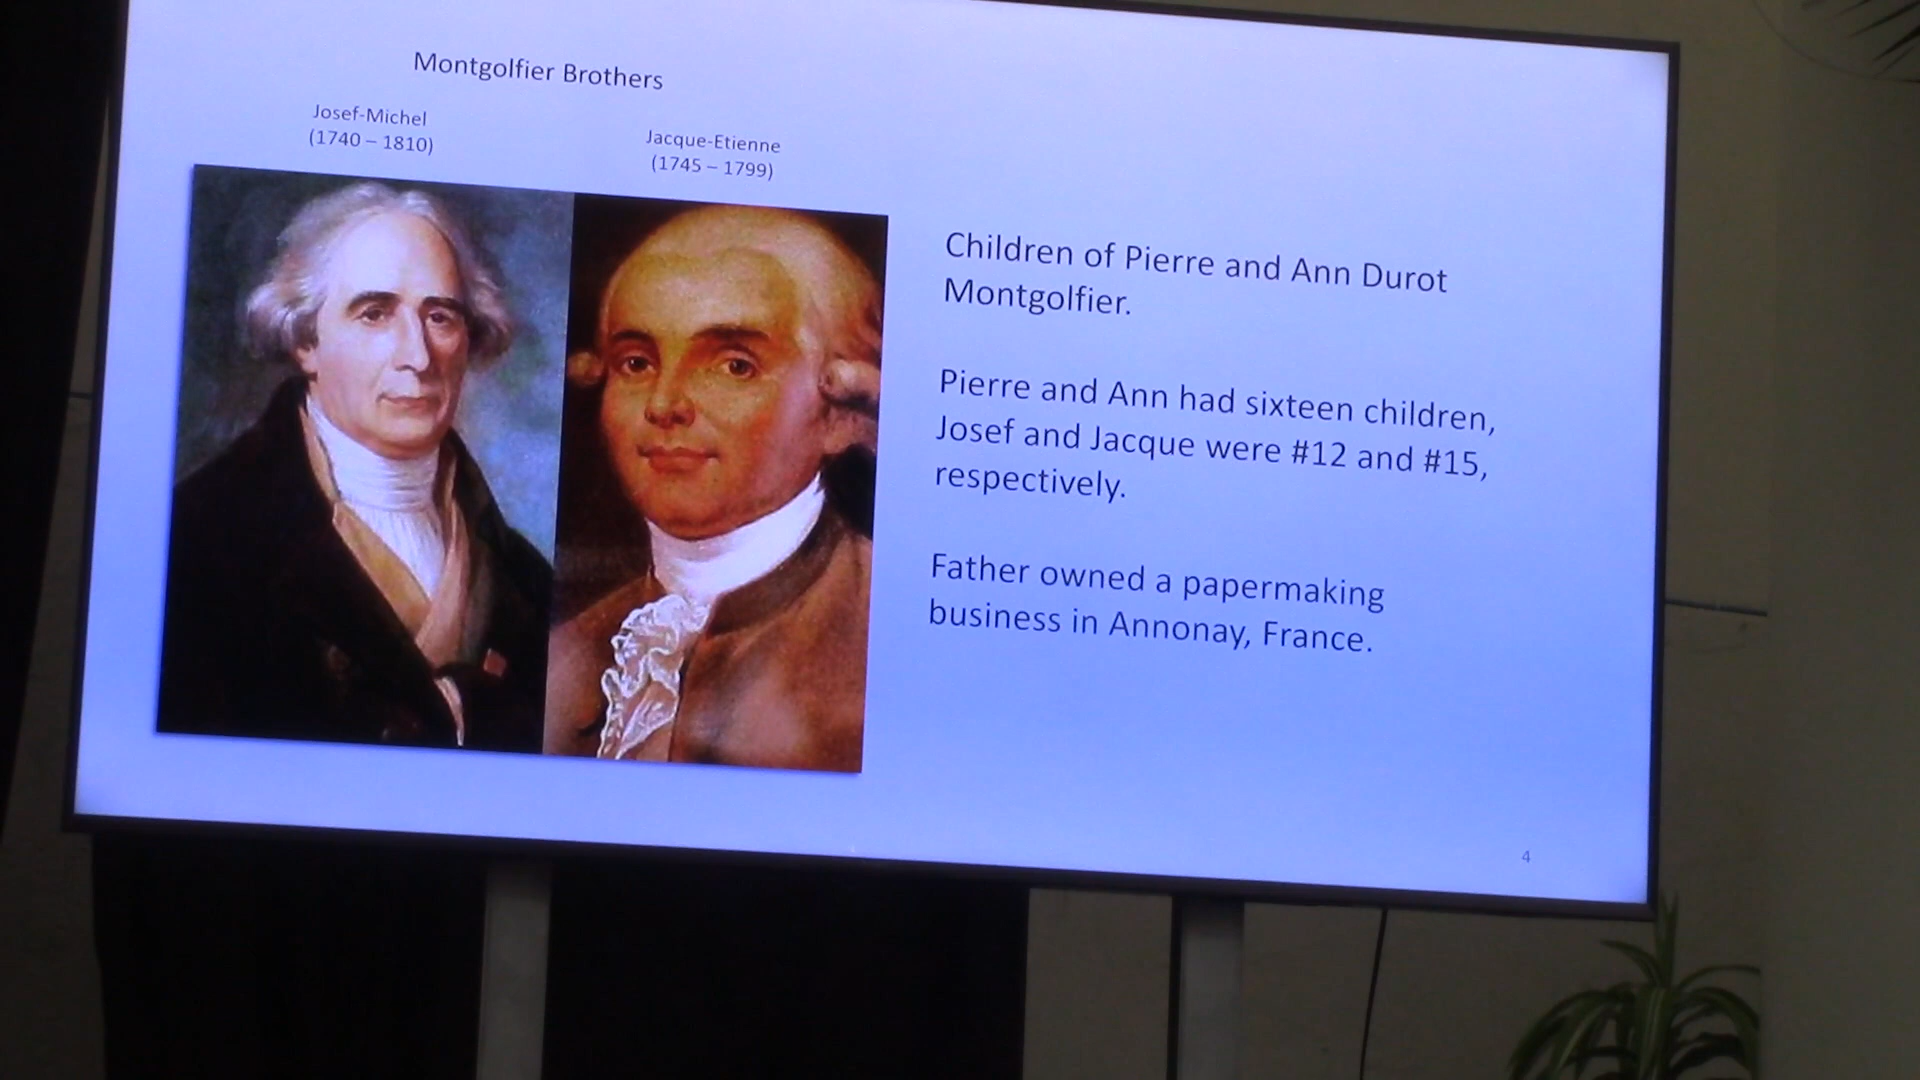 Montgolfier Brothers
Josef-Michel
(1740 – 1810)
Jacque-Etienne
(1745 – 1799)
Children of Pierre and Ann Durot
Montgolfier.
Pierre and Ann had sixteen children,
Josef and Jacque were #12 and #15,
respectively.
Father owned a papermaking
business in Annonay, France.
4